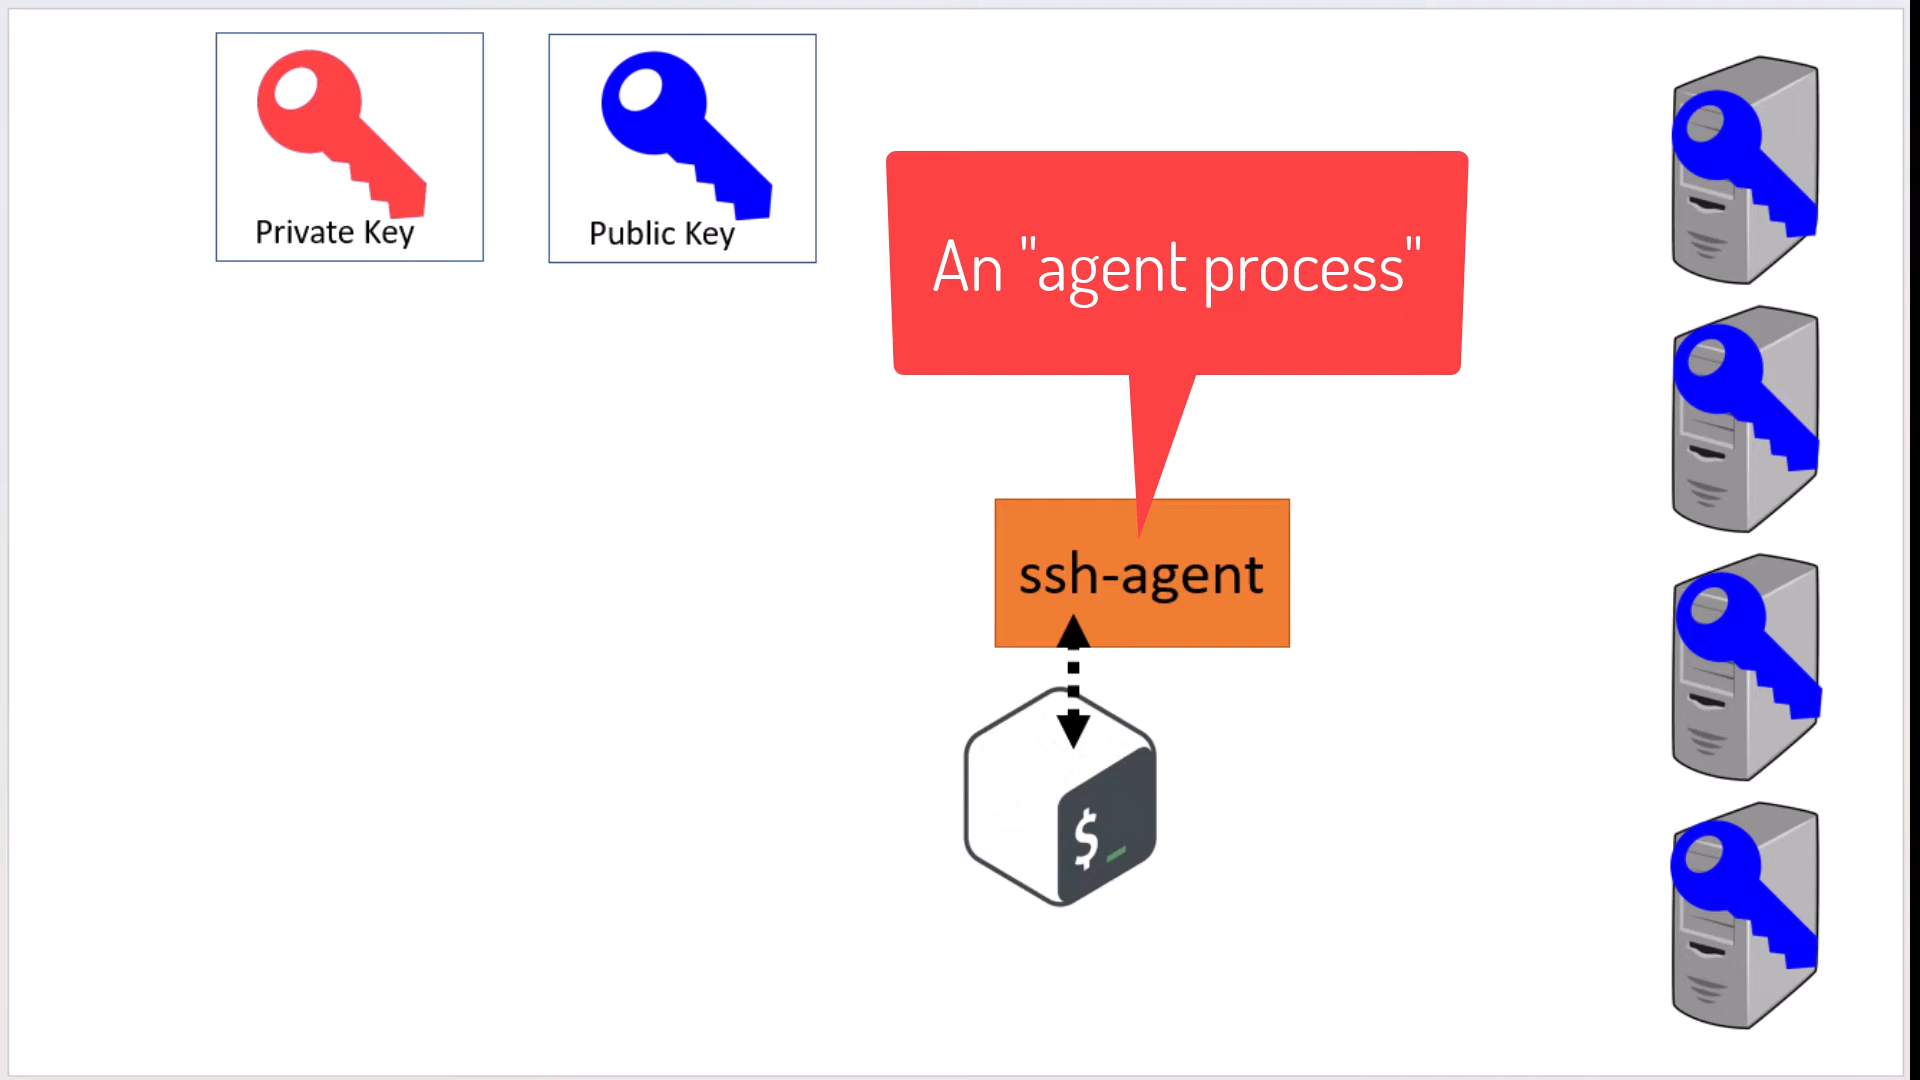 Private Key
Public Key
An "agent process"
ssh-agent
$_